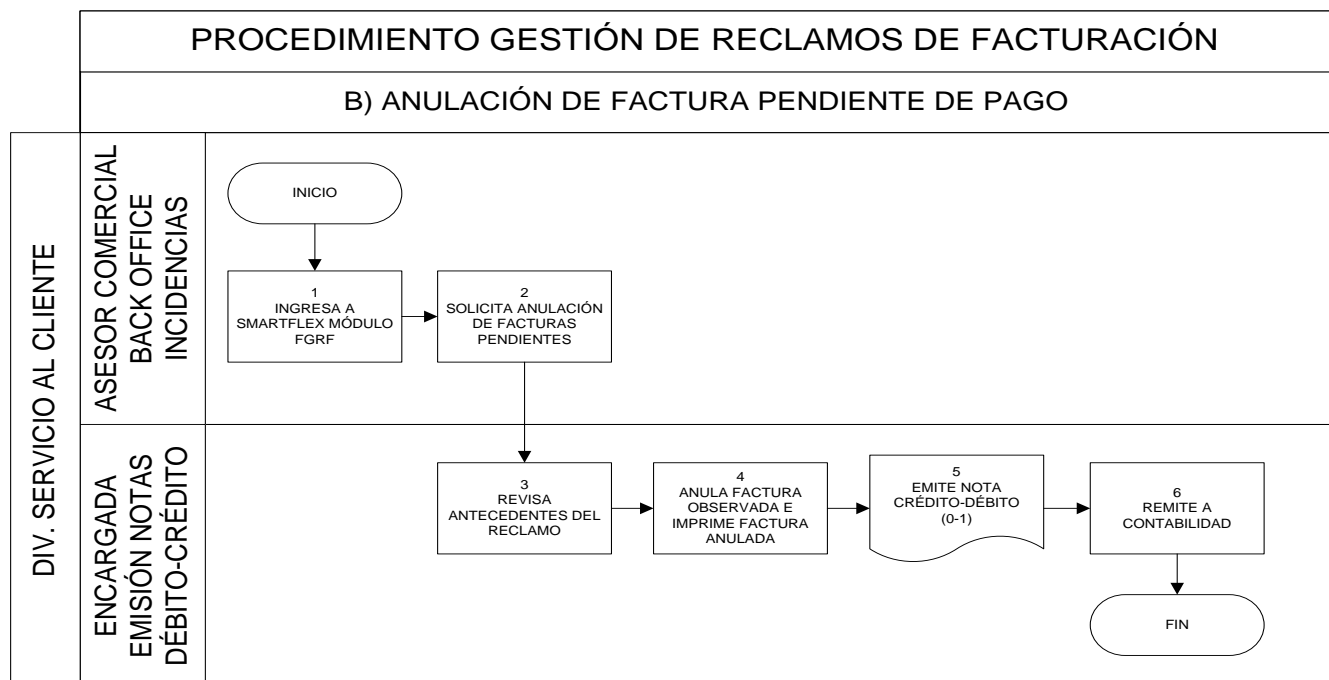 PROCEDIMIENTO GESTIÓN DE RECLAMOS DE FACTURACIÓN
B) ANULACIÓN DE FACTURA PENDIENTE DE PAGO
DIV. SERVICIO AL CLIENTE
ASESOR COMERCIAL
BACK OFFICE
INCIDENCIAS
INICIO
1
INGRESA A
SMARTFLEX MÓDULO
FGRF
2
SOLICITA ANULACIÓN
DE FACTURAS
PENDIENTES
ENCARGADA
EMISIÓN NOTAS
DÉBITO-CRÉDITO
3
REVISA
ANTECEDENTES DEL
RECLAMO
4
ANULA FACTURA
OBSERVADA E
IMPRIME FACTURA
ANULADA
5
EMITE NOTA
CRÉDITO-DÉBITO
(0-1)
6
REMITE A
CONTABILIDAD
FIN